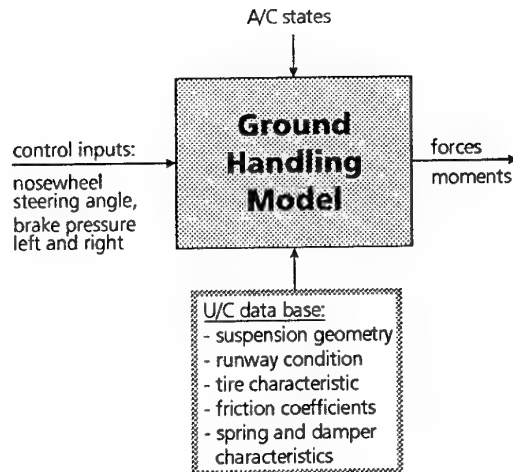 A/C states
Ground
Handling
Model
control inputs:
nosewheel
steering angle,
brake pressure
left and right
forces
moments
U/C data base:
- suspension geometry
- runway condition
- tire characteristic
- friction coefficients
- spring and damper
characteristics